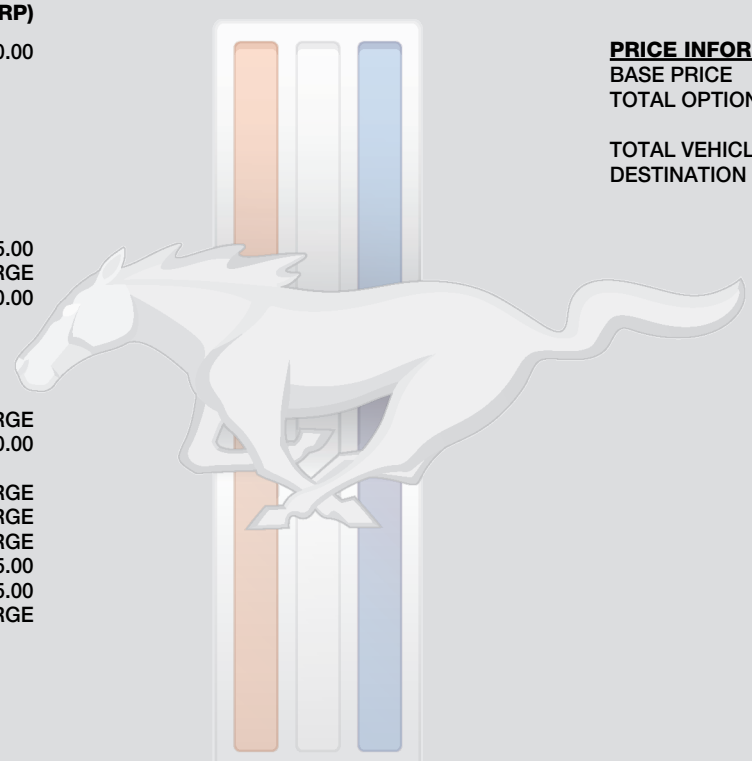 RP)
0.00
5.00
RGE
0.00
RGE
0.00
RGE
RGE
RGE
5.00
5.00
RGE
PRICE INFOR
BASE PRICE
TOTAL OPTION
TOTAL VEHICL
DESTINATION